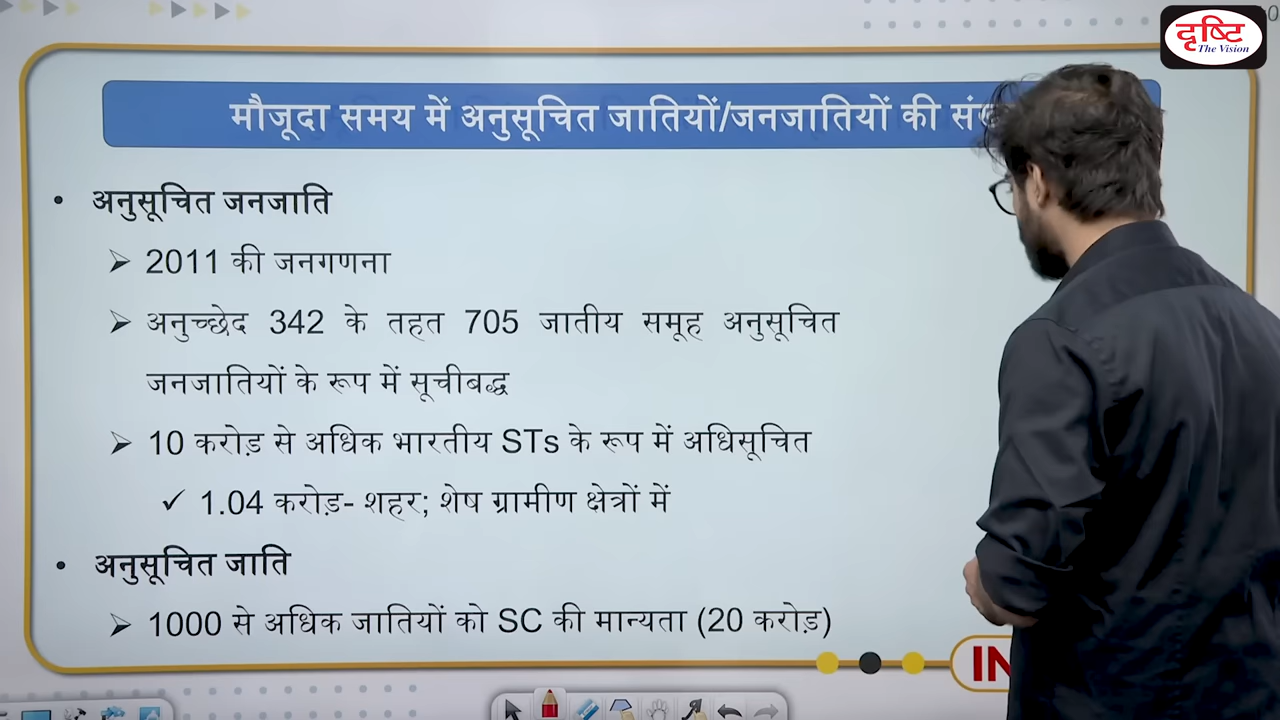 दृष्टि
The Vision
मौजूदा समय में अनुसूचित जातियों/जनजातियों की
• अनुसूचित जनजाति
➢ 2011 की जनगणना
➢ अनुच्छेद 342 के तहत 705 जातीय समूह अनुसूचित
जनजातियों के रूप में सूचीबद्ध
➢ 10 करोड़ से अधिक भारतीय STs के रूप में अधिसूचित
✓ 1.04 करोड़- शहर; शेष ग्रामीण क्षेत्रों में
• अनुसूचित जाति
➢ 1000 से अधिक जातियों को SC की मान्यता (20 करोड़)